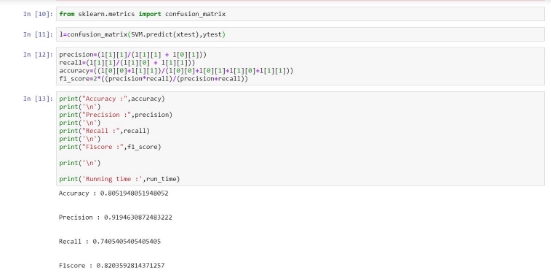 In [10]: from sklearn.metrics import confusion_matrix
In [11]: l=confusion_matrix(SVM.predict(xtest),ytest)
In [12]: precision=(l[1][1]/(l[1][1] + l[0][1]))
recall=(l[1][1]/(l[1][0] + l[1][1]))
accuracy=((l[0][0]+l[1][1])/(l[0][0]+l[0][1]+l[1][0]+l[1][1]))
f1_score=2*((precision*recall)/(precision+recall))
In [13]: print("Accuracy :",accuracy)
print('\n')
print("Precision :",precision)
print('\n')
print("Recall :",recall)
print('\n')
print("F1score :",f1_score)
print('\n')
print('Running time :',run_time)
Accuracy : 0.8051948051948052
Precision : 0.9194630872483222
Recall : 0.7405405405405405
F1score : 0.8203592814371257